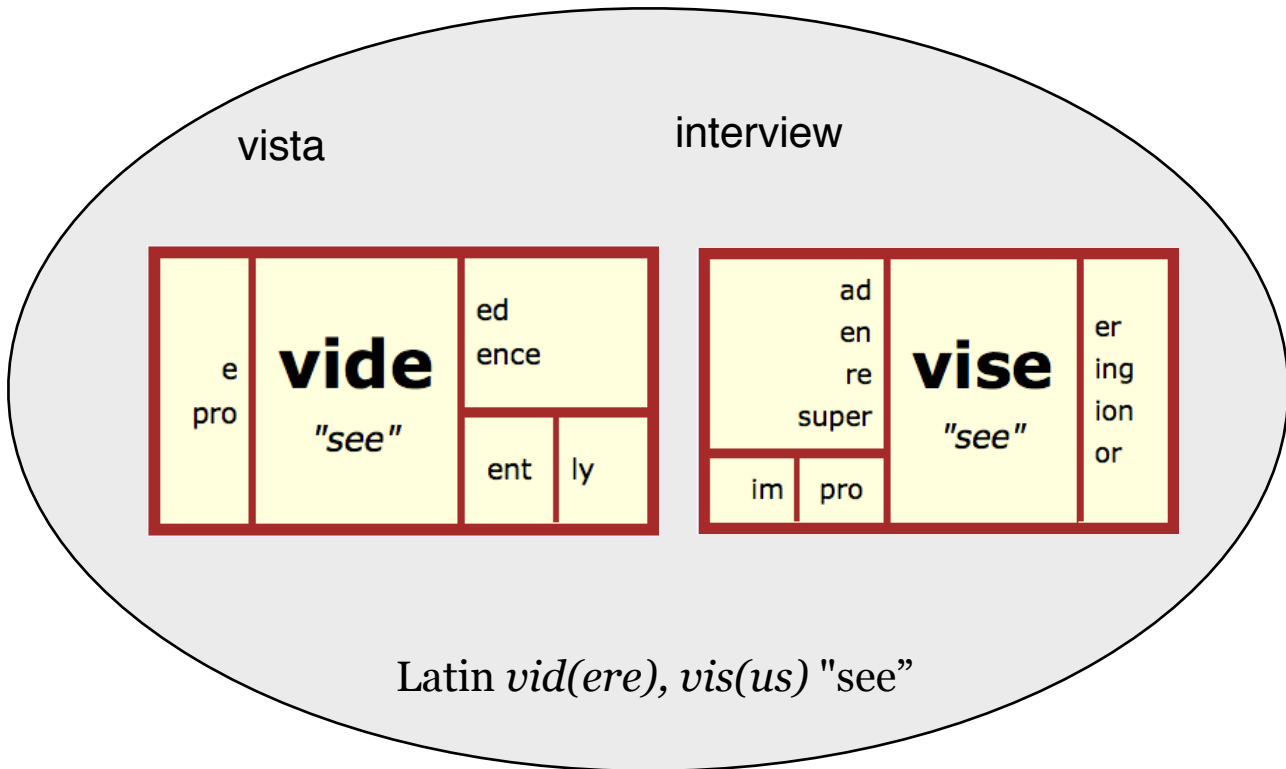 vista
interview
e
pro
vide
"see"
ed
ence
ent
ly
ad
en
re
super
im
pro
vise
"see"
er
ing
ion
or
Latin vid(ere), vis(us) "see”